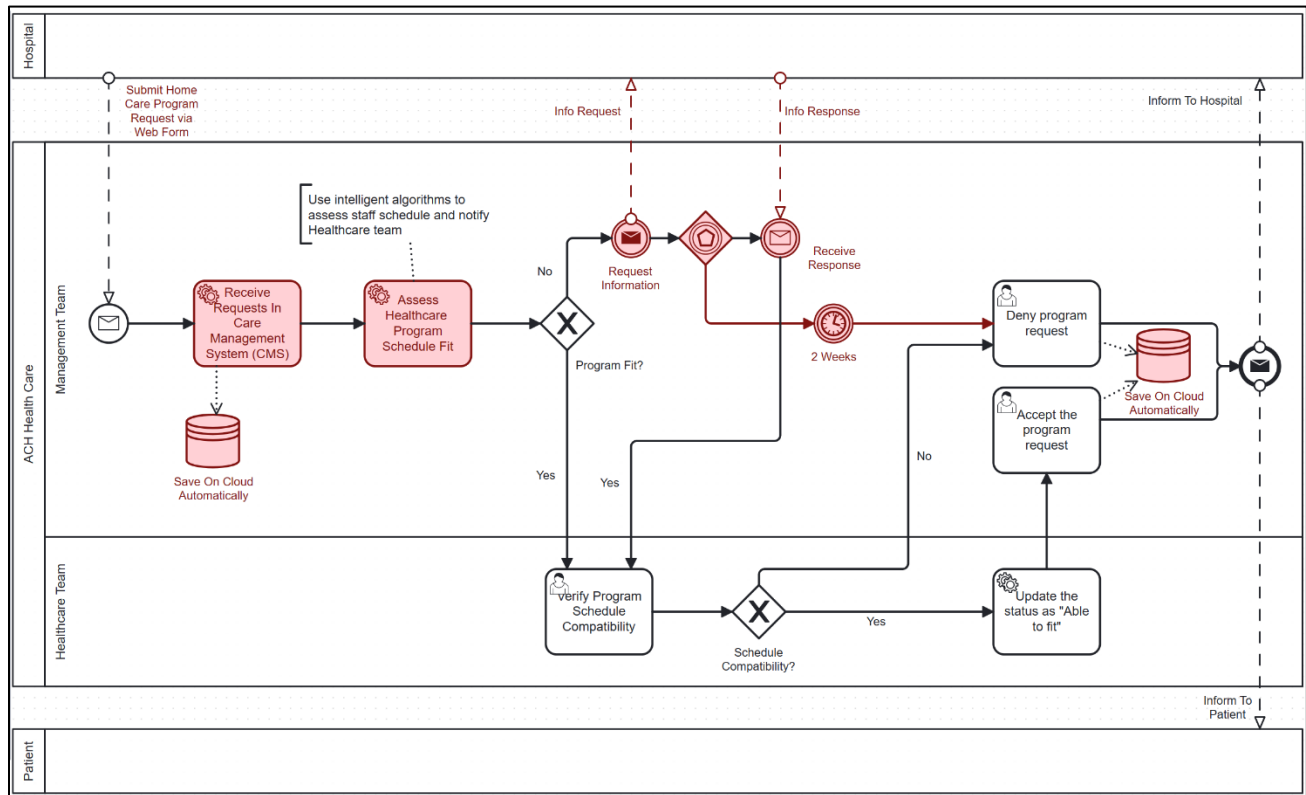 Hospital
Submit Home
Care Program
Request via
Web Form
Info Request
Info Response
Inform To Hospital
ACH Health Care
Management Team
Use intelligent algorithms to
assess staff schedule and notify
Healthcare team
Receive
Requests In
Care
Management
System (CMS)
Assess
Healthcare
Program
Schedule Fit
No
Request
Information
Receive
Response
Program Fit?
2 Weeks
Deny program
request
Save On Cloud
Automatically
Accept the
program
request
Save On Cloud
Automatically
Yes
Yes
No
Healthcare Team
Verify Program
Schedule
Compatibility
Schedule
Compatibility?
Yes
Update the
status as "Able
to fit"
Inform To
Patient
Patient